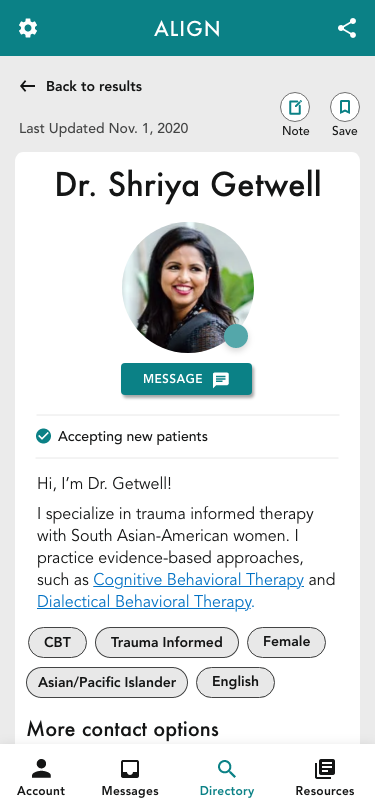 ALIGN
Back to results
Last Updated Nov. 1, 2020
Note
Save
Dr. Shriya Getwell
MESSAGE
Accepting new patients
Hi, I’m Dr. Getwell!
I specialize in trauma informed therapy
with South Asian-American women. I
practice evidence-based approaches,
such as Cognitive Behavioral Therapy and
Dialectical Behavioral Therapy.
CBT
Trauma Informed
Female
Asian/Pacific Islander
English
More contact options
Account
Messages
Directory
Resources